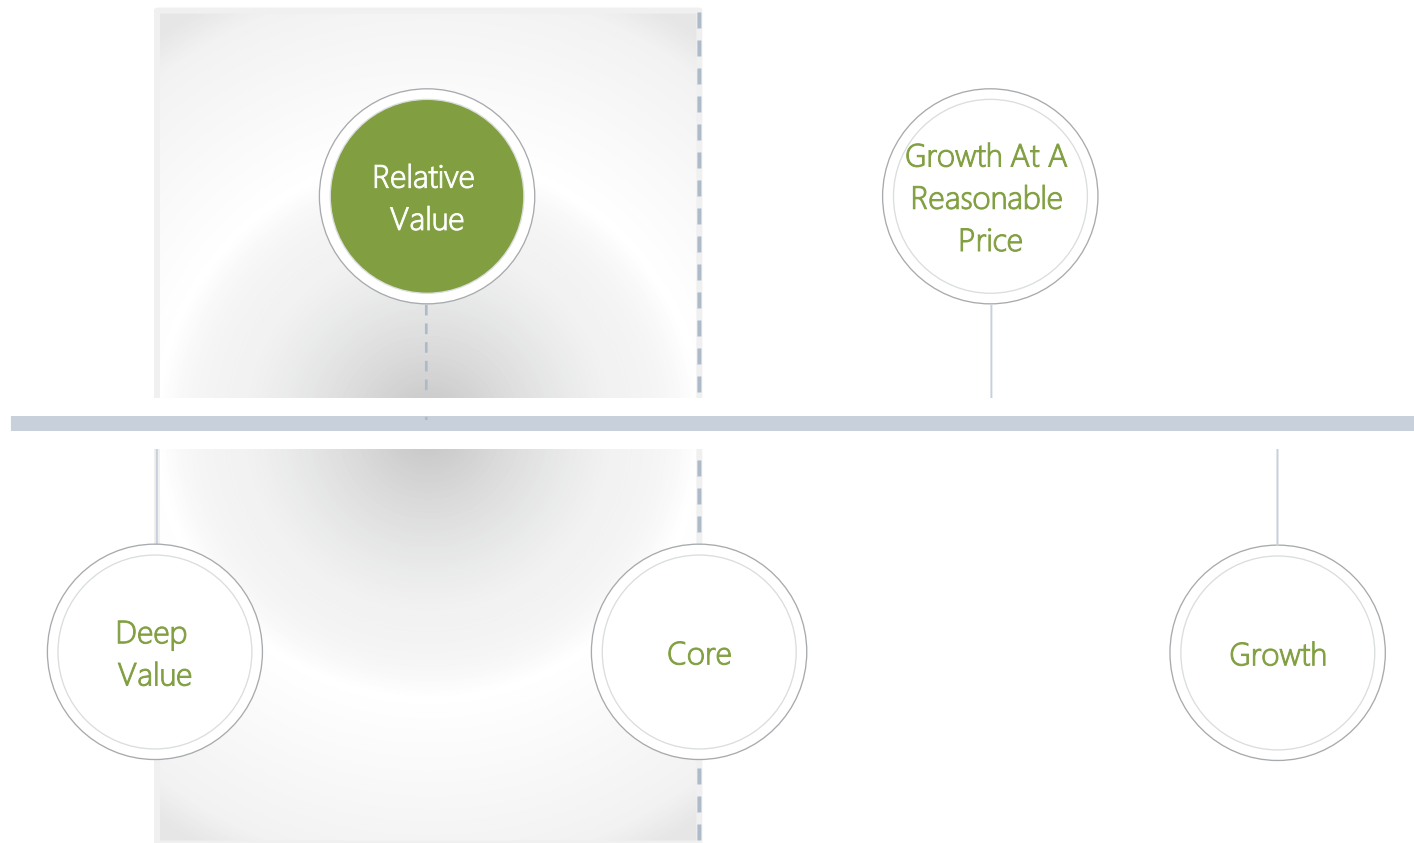 Relative
Value
Growth At A
Reasonable
Price
Deep
Value
Core
Growth